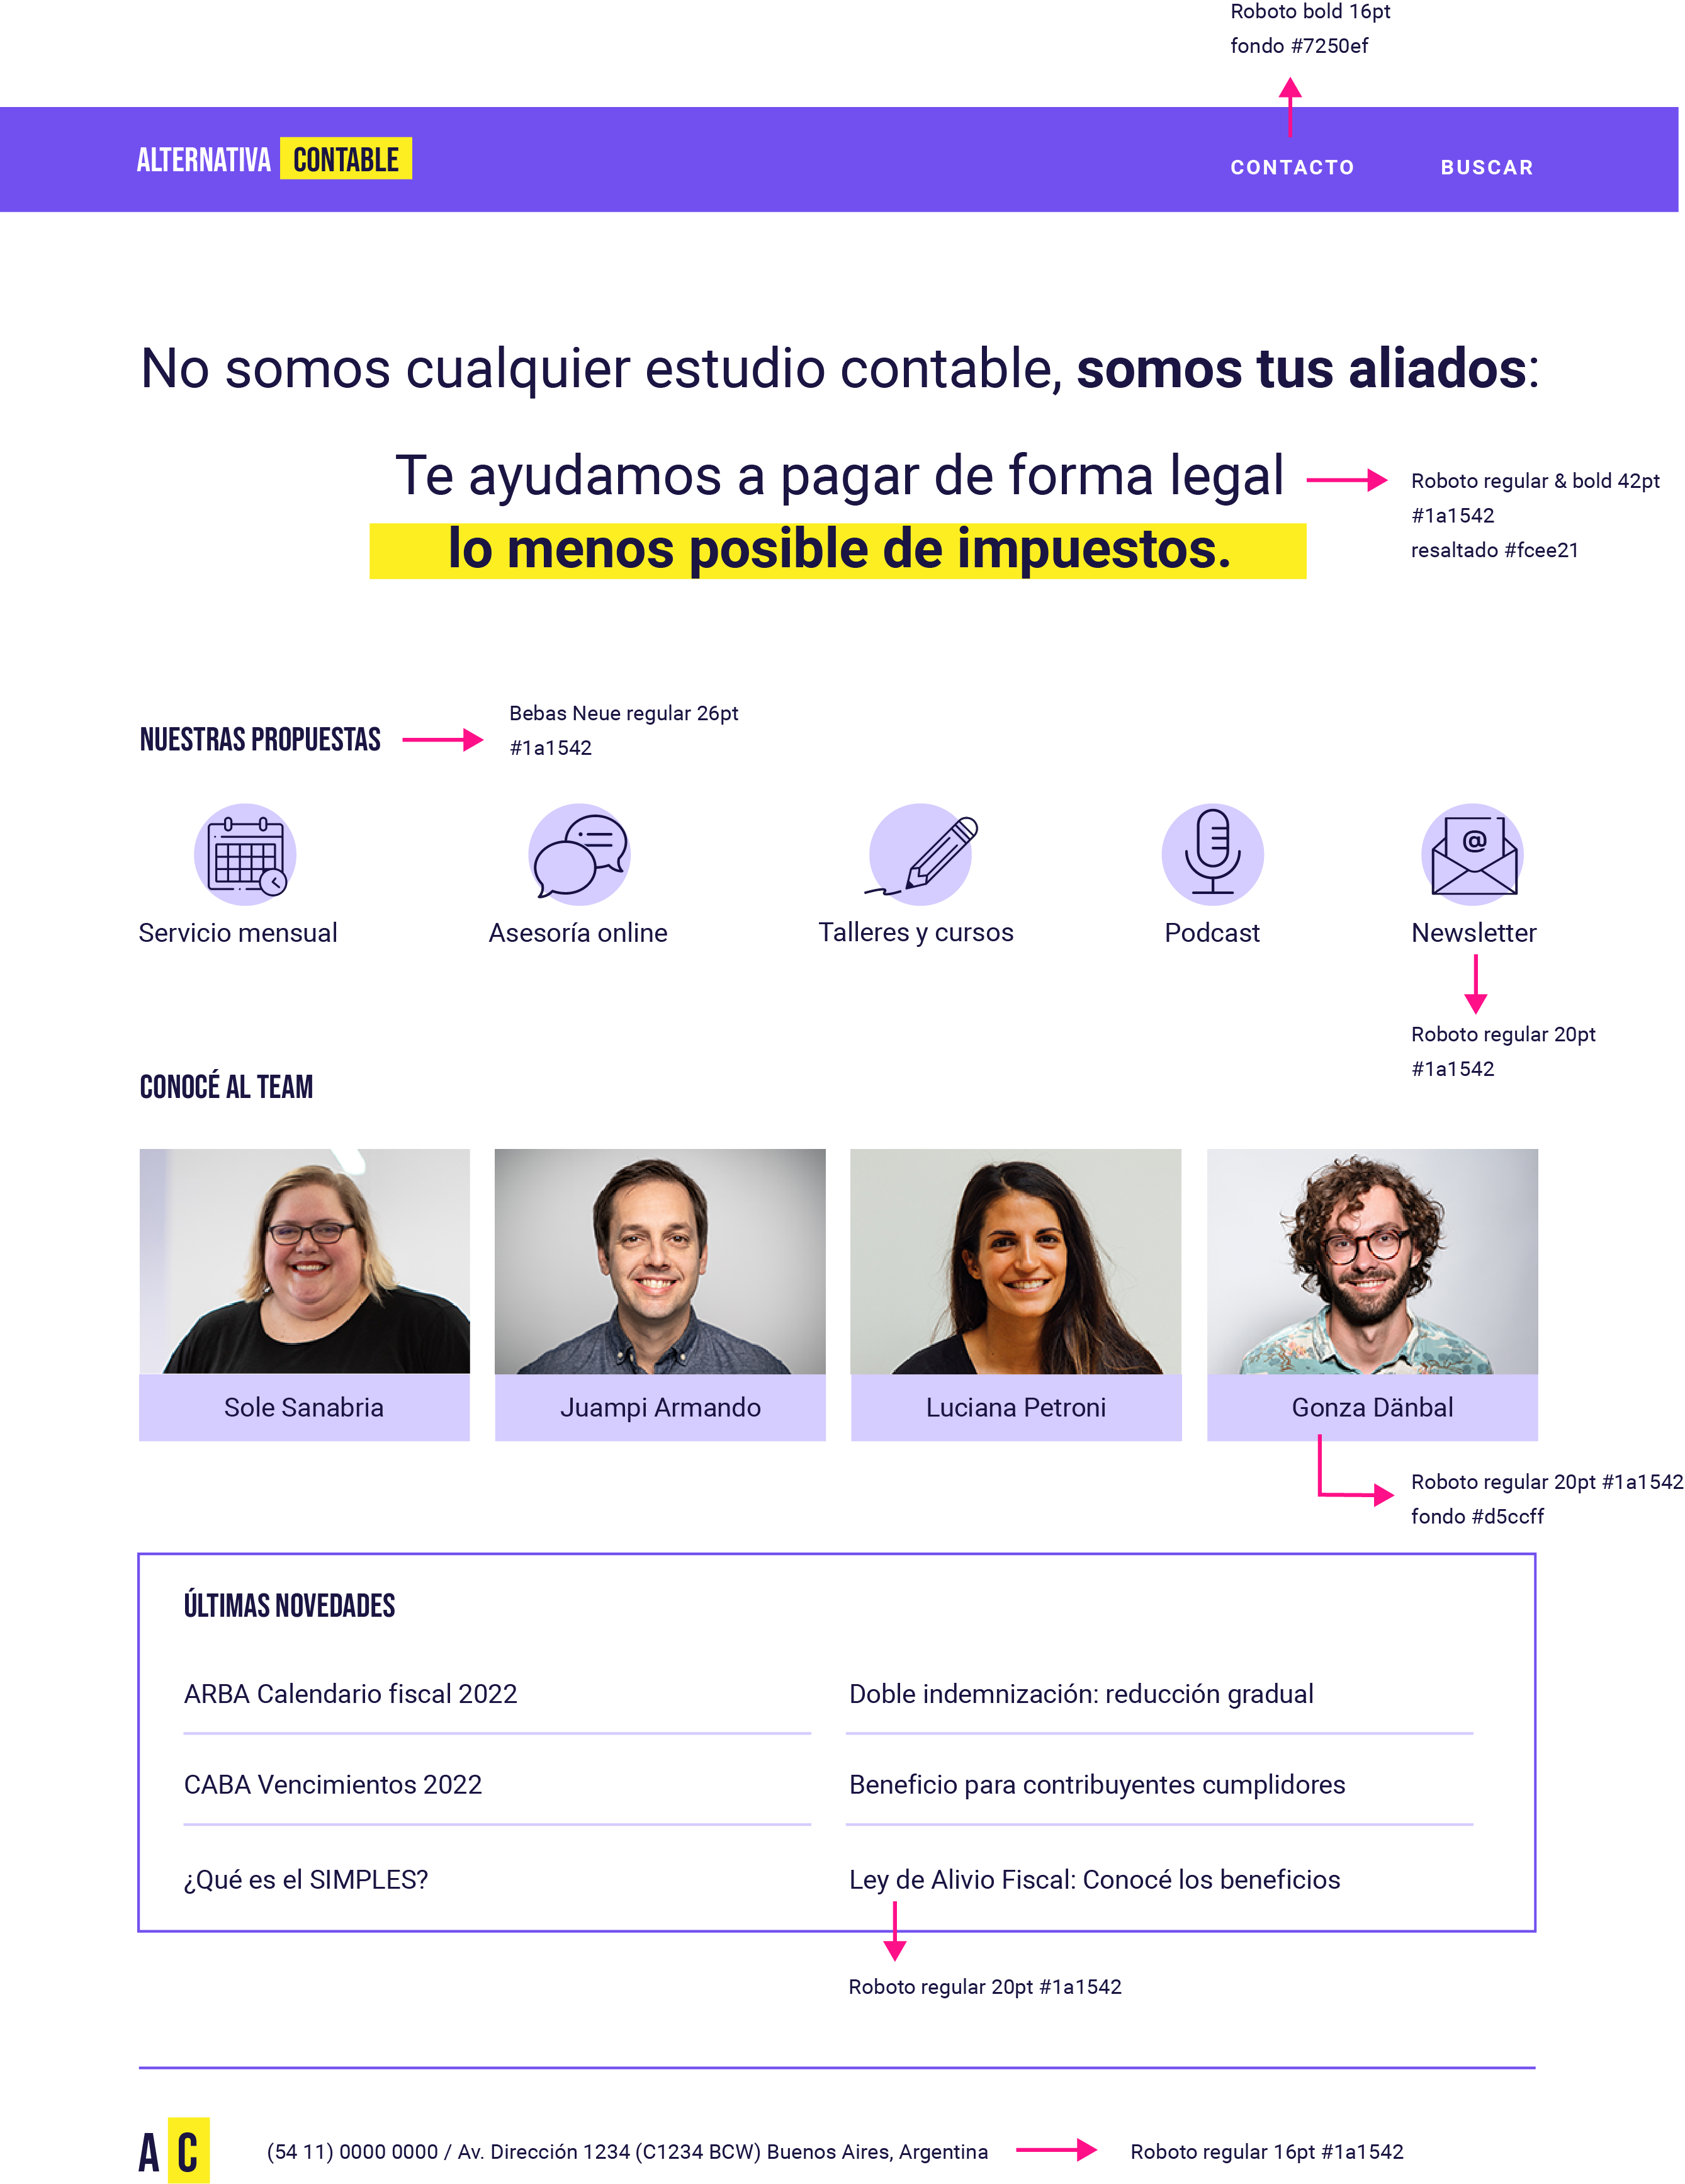 Roboto bold 16pt
fondo #7250ef
ALTERNATIVA CONTABLE
CONTACTO BUSCAR
No somos cualquier estudio contable, somos tus aliados:
Te ayudamos a pagar de forma legal
lo menos posible de impuestos.
Roboto regular & bold 42pt
#1a1542
resaltado #fcee21
NUESTRAS PROPUESTAS
Bebas Neue regular 26pt
#1a1542
@
Servicio mensual
Asesoría online
Talleres y cursos
Podcast
Newsletter
Roboto regular 20pt
#1a1542
CONOCÉ AL TEAM
Sole Sanabria
Juampi Armando
Luciana Petroni
Gonza Dänbal
Roboto regular 20pt #1a1542
fondo #d5ccff
ÚLTIMAS NOVEDADES
ARBA Calendario fiscal 2022
Doble indemnización: reducción gradual
CABA Vencimientos 2022
Beneficio para contribuyentes cumplidores
¿Qué es el SIMPLES?
Ley de Alivio Fiscal: Conocé los beneficios
Roboto regular 20pt #1a1542
A C
(54 11) 0000 0000 / Av. Dirección 1234 (C1234 BCW) Buenos Aires, Argentina
Roboto regular 16pt #1a1542